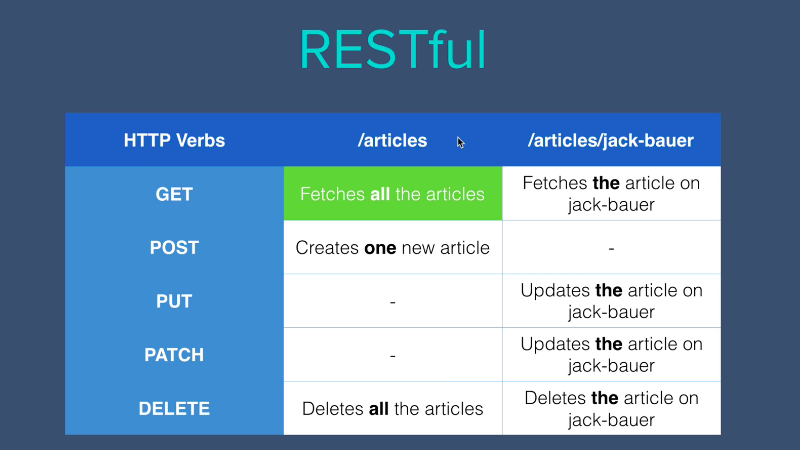 RESTful
HTTP Verbs /articles /articles/jack-bauer
GET Fetches all the articles Fetches the article on
jack-bauer
POST Creates one new article -
PUT - Updates the article on
jack-bauer
PATCH - Updates the article on
jack-bauer
DELETE Deletes all the articles Deletes the article on
jack-bauer